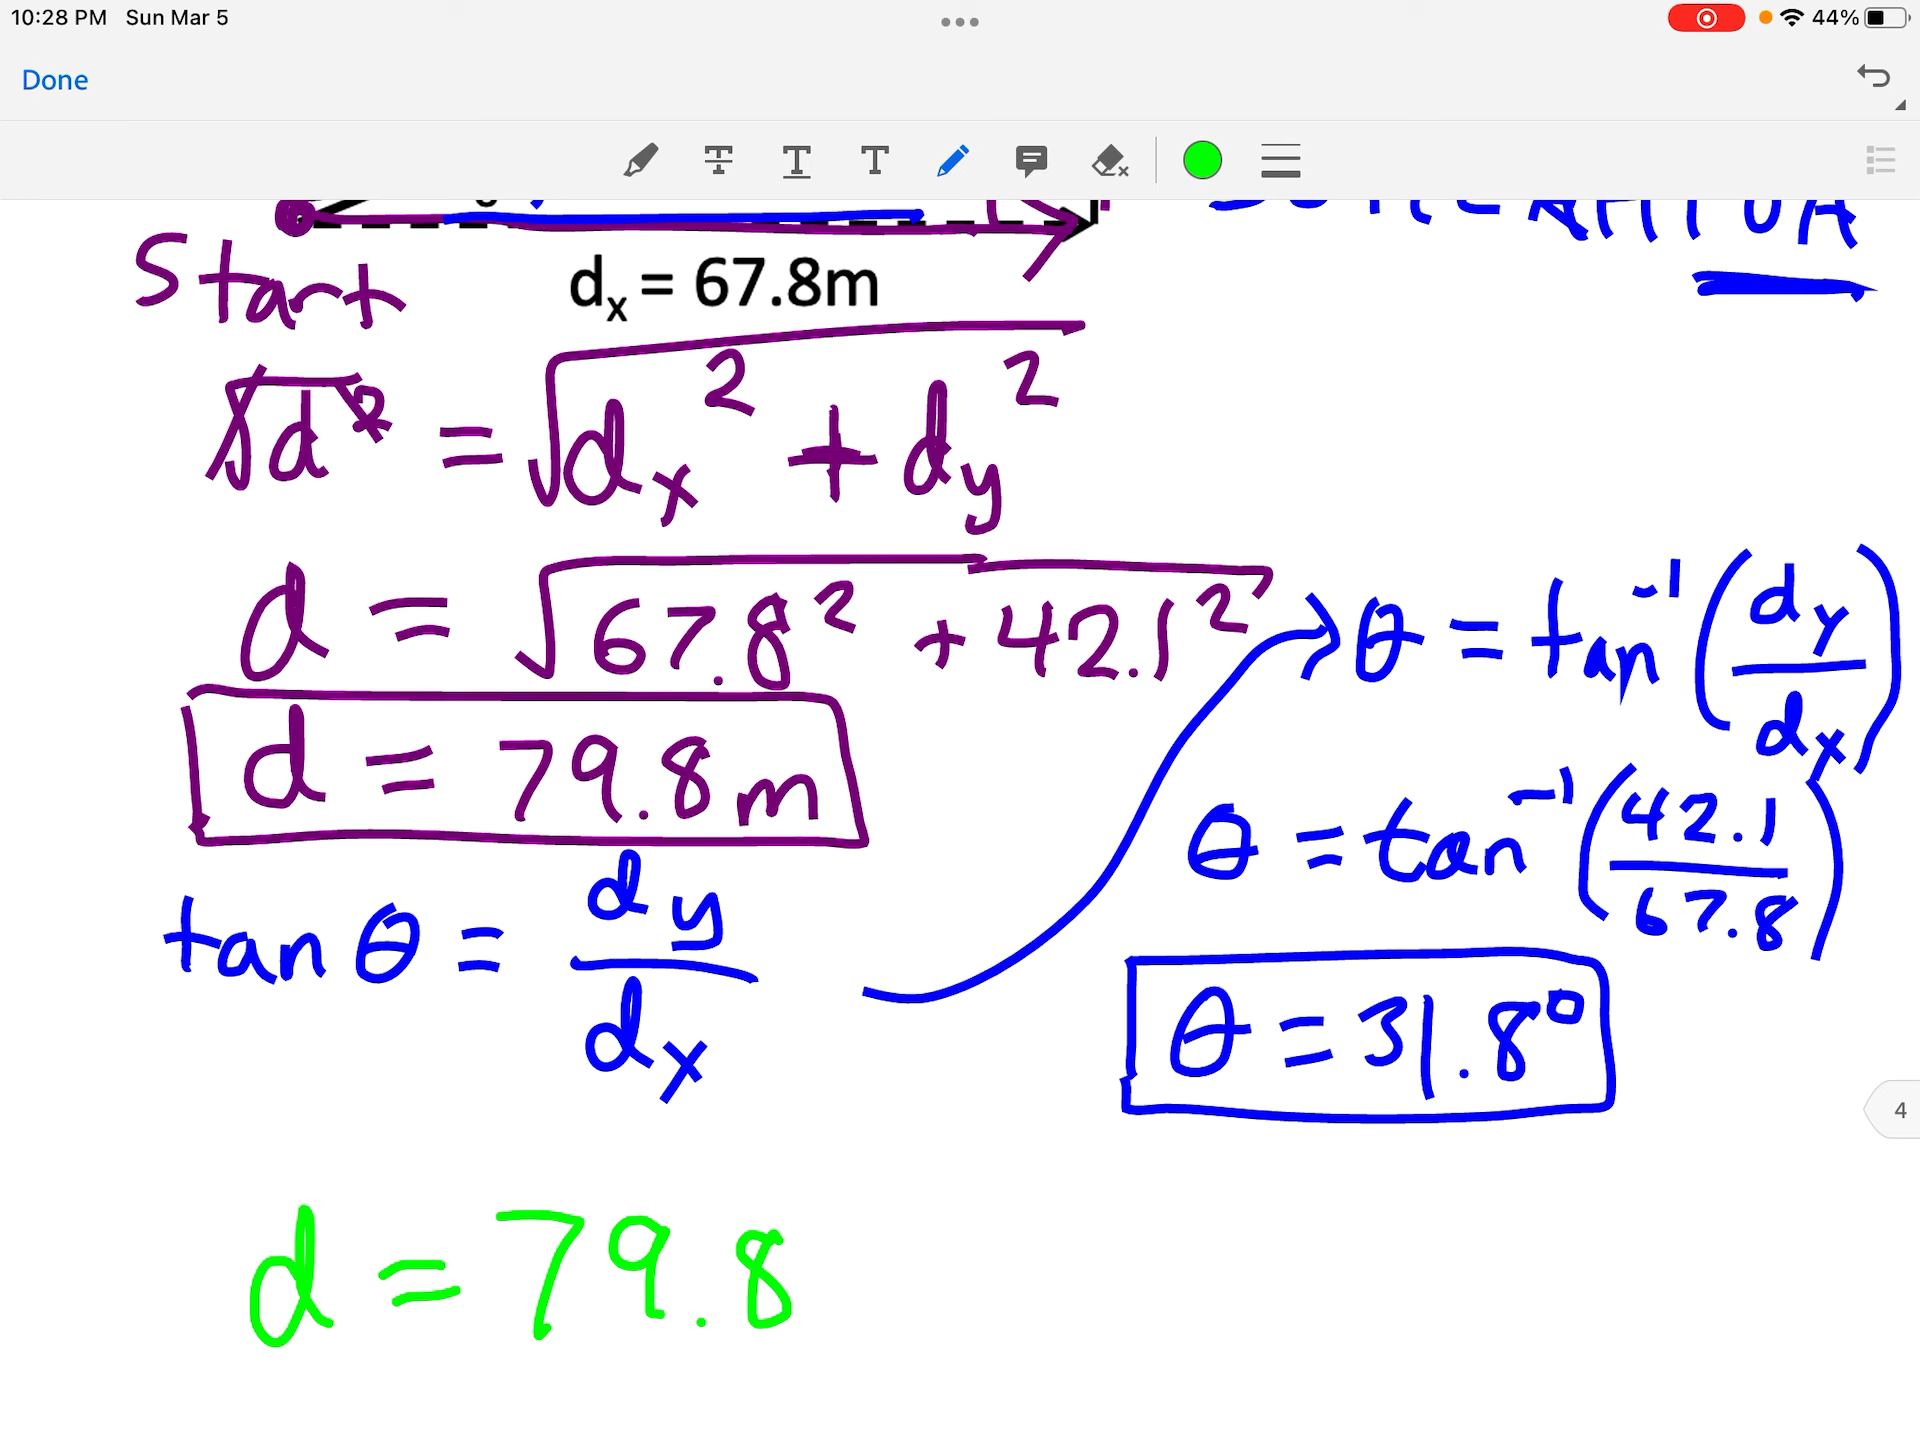 10:28 PM Sun Mar 5
44%
Done
T T T
Start
dₓ = 67.8m
√d² = √dₓ² + dy²
d = √67.8² + 42.1²
d = 79.8m
tan θ = dy/dx
θ = tan⁻¹(dy/dx)
θ = tan⁻¹(42.1/67.8)
θ = 31.8°
4
d = 79.8